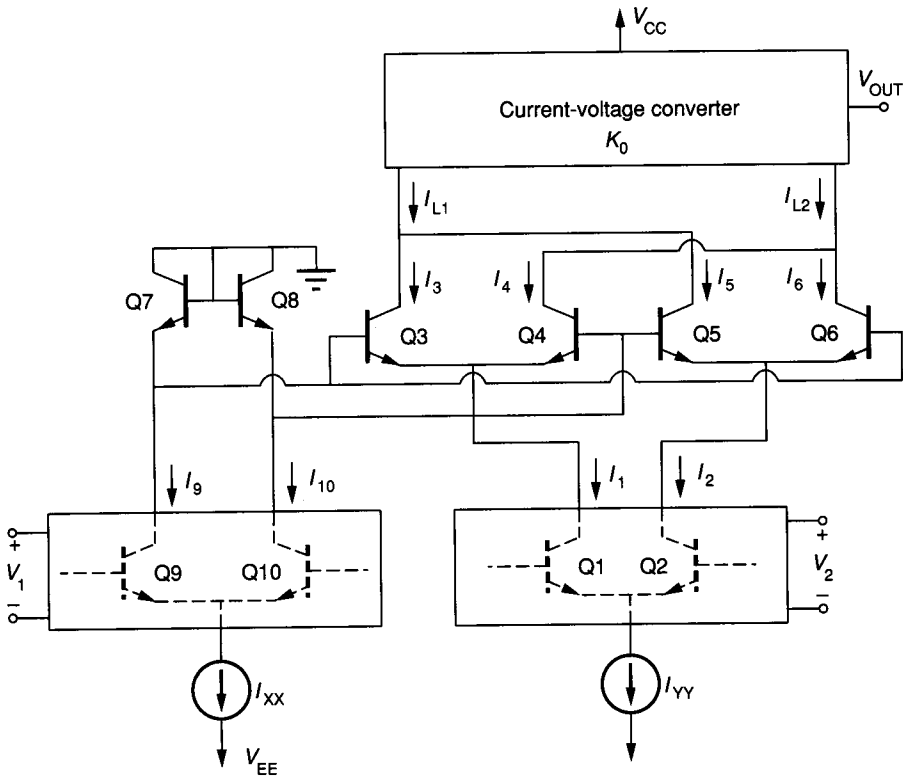 V_CC
V_OUT
Current-voltage converter
K_0
I_L1
I_L2
Q7
Q8
I_3
I_4
I_5
I_6
Q3
Q4
Q5
Q6
I_9
I_10
I_1
I_2
+
V_1
−
Q9
Q10
Q1
Q2
+
V_2
−
I_XX
I_YY
V_EE